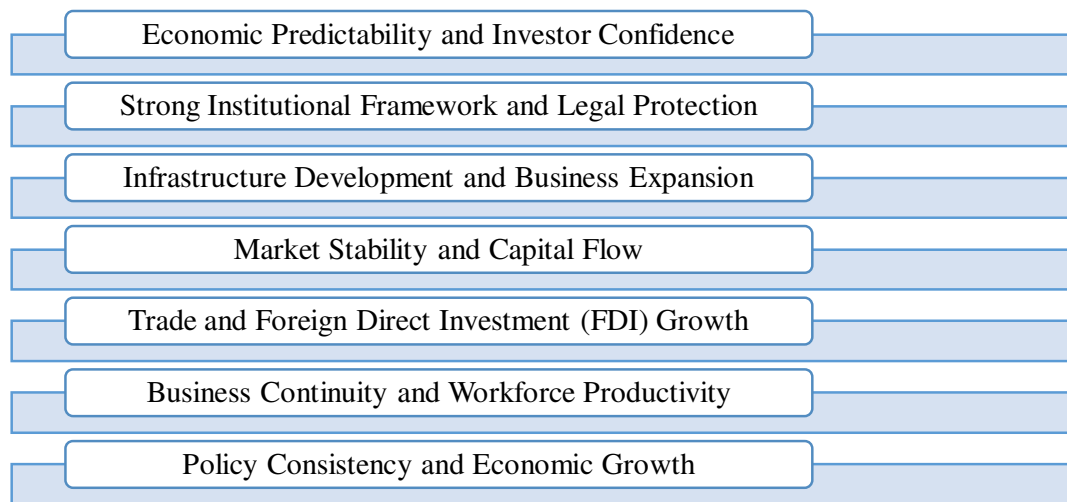 Economic Predictability and Investor Confidence
Strong Institutional Framework and Legal Protection
Infrastructure Development and Business Expansion
Market Stability and Capital Flow
Trade and Foreign Direct Investment (FDI) Growth
Business Continuity and Workforce Productivity
Policy Consistency and Economic Growth